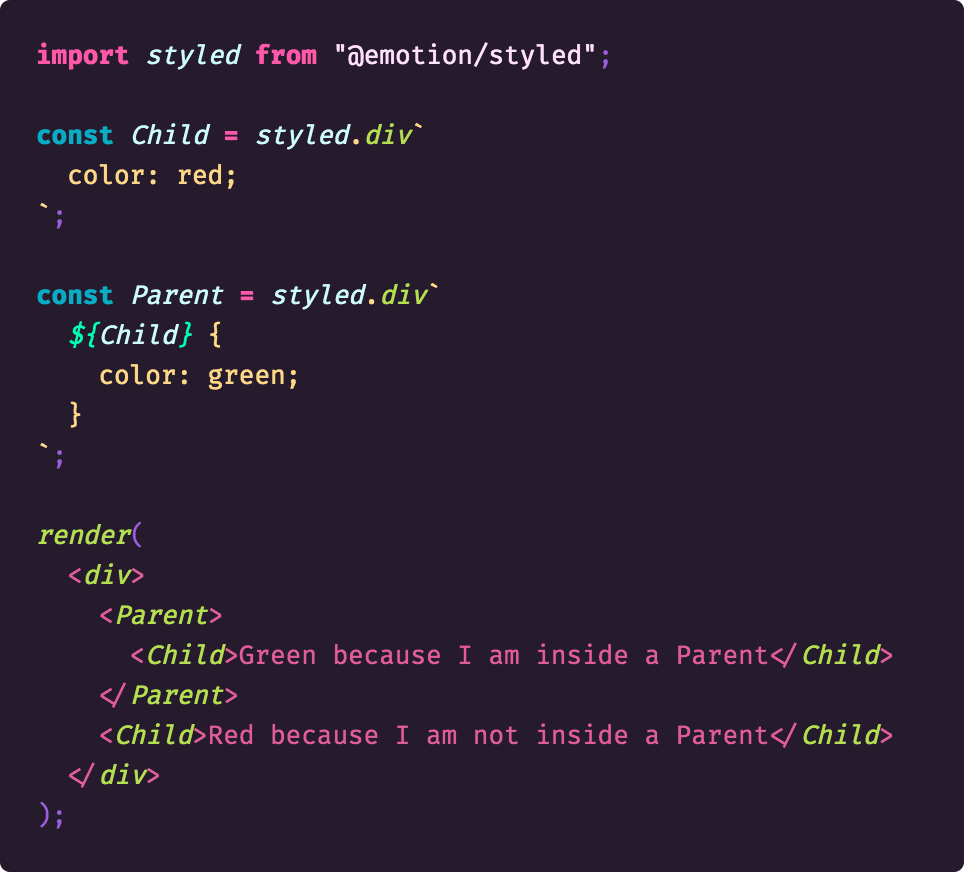 import styled from "@emotion/styled";

const Child = styled.div`
  color: red;
`;

const Parent = styled.div`
  ${Child} {
    color: green;
  }
`;

render(
  <div>
    <Parent>
      <Child>Green because I am inside a Parent</Child>
    </Parent>
    <Child>Red because I am not inside a Parent</Child>
  </div>
);